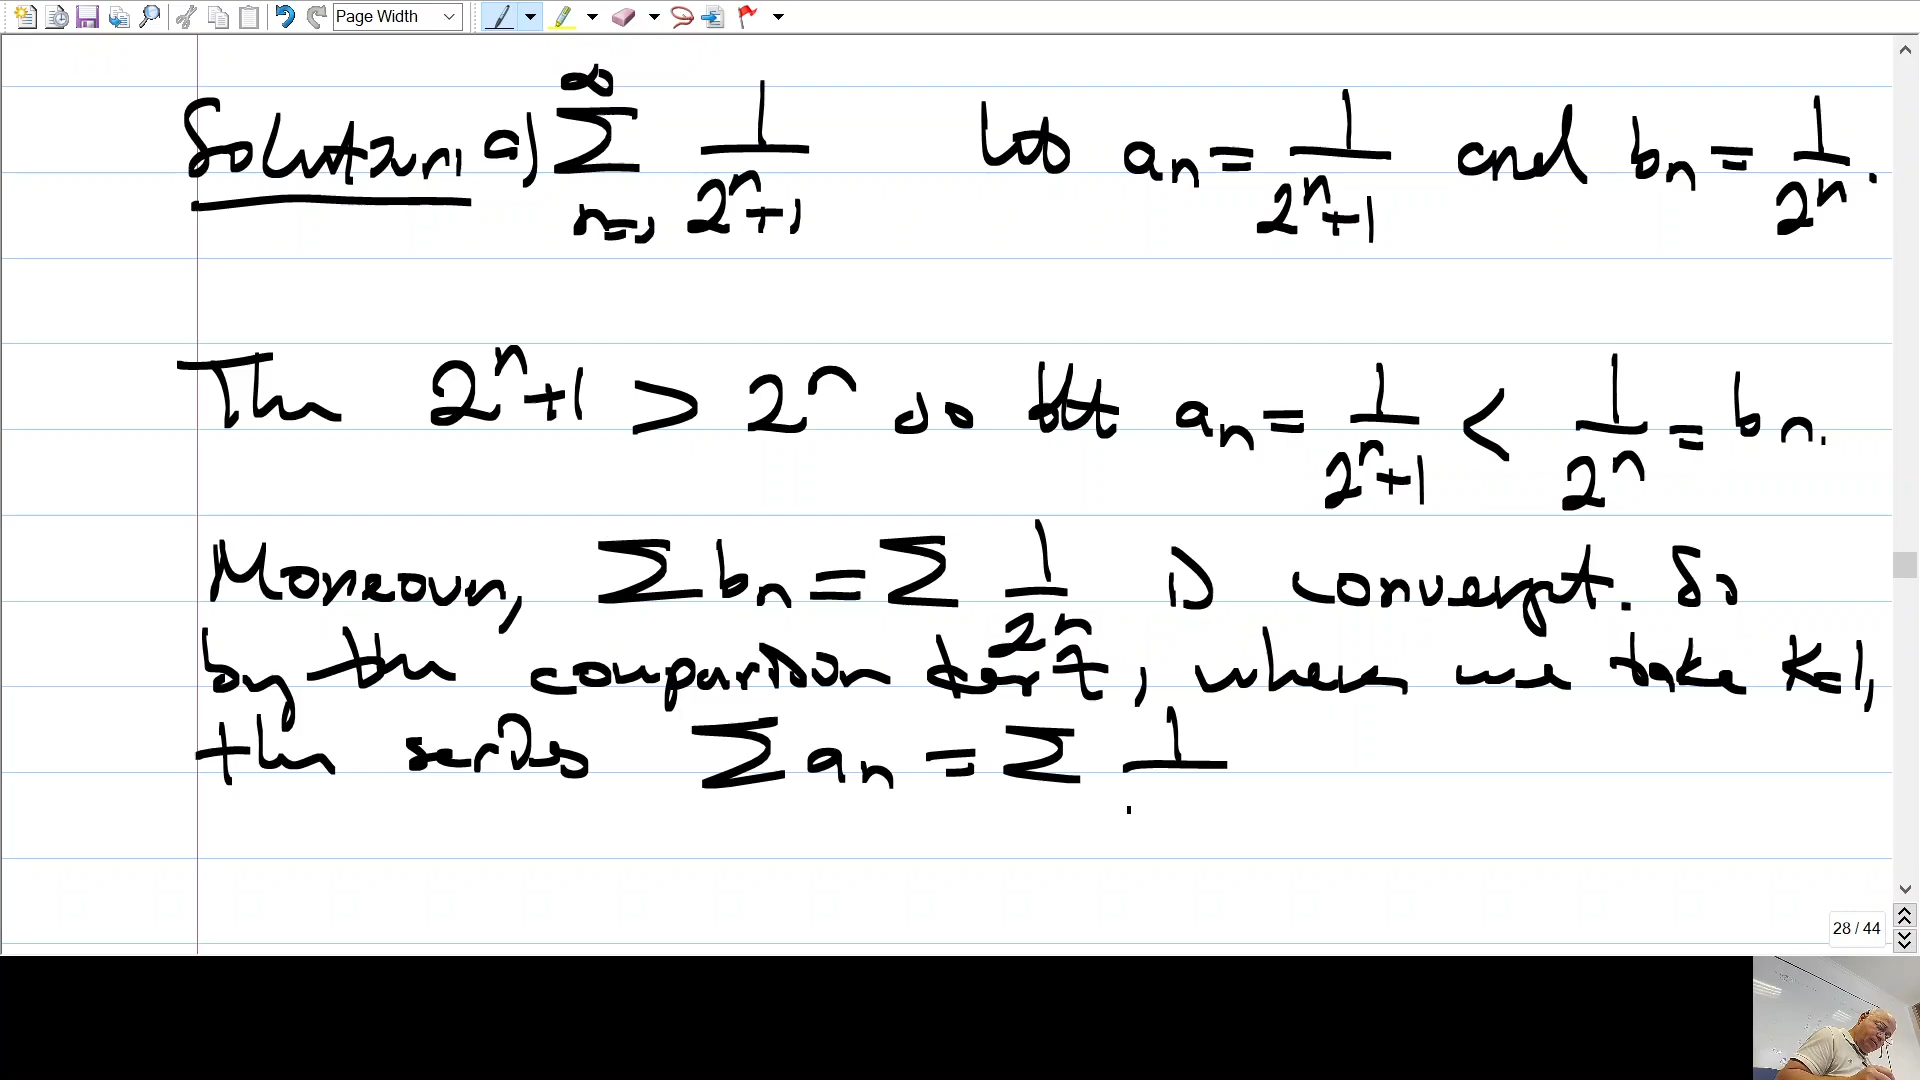 Page Width
Solution: a) ∑_{n=1}^{∞} 1/(2^n+1) Let a_n = 1/(2^n+1) and b_n = 1/2^n.
Then 2^n+1 > 2^n so that a_n = 1/(2^n+1) < 1/2^n = b_n.
Moreover, ∑ b_n = ∑ 1/2^n is convergent. So
by the comparison test, where we take K=1,
the series ∑ a_n = ∑ 1/
28 / 44